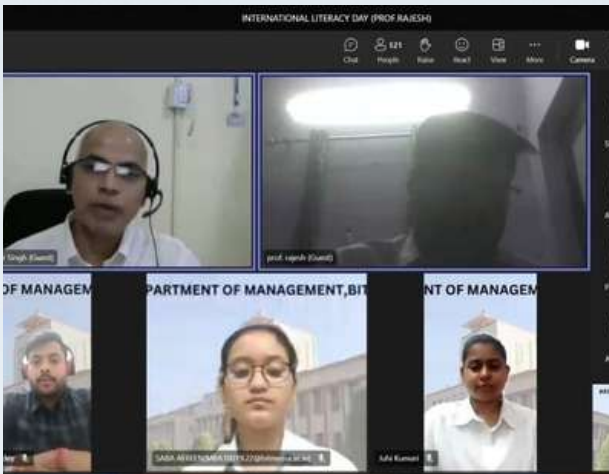 INTERNATIONAL LITERACY DAY (PROF.RAJESH)
121
Chat People Raise React View More Camera
Singh (Guest)
prof. rajesh (Guest)
OF MANAGEM
PARTMENT OF MANAGEMENT,BIT
NT OF MANAGEM
Juhi Kumari